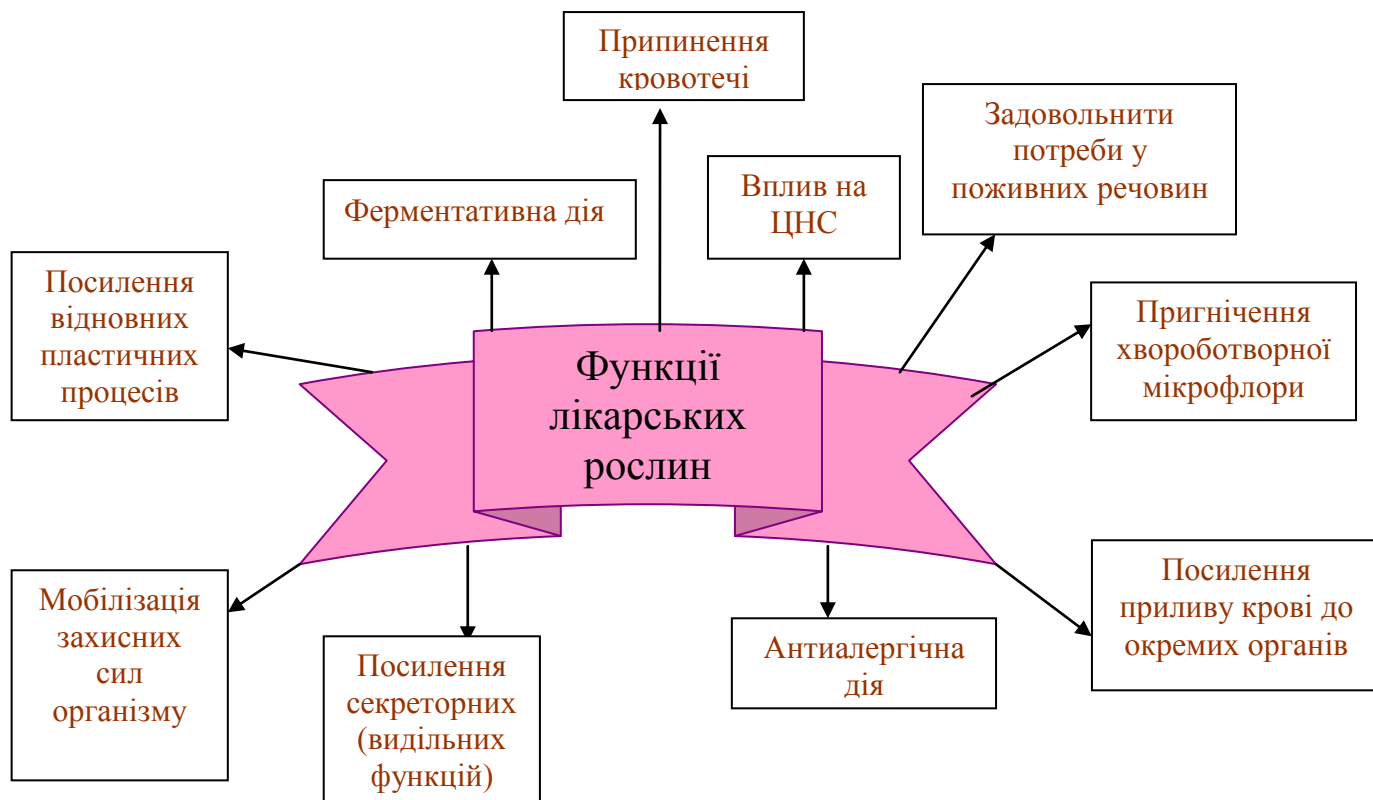 Припинення
кровотечі
Задовольнити
потреби у
поживних речовин
Вплив на
ЦНС
Ферментативна дія
Посилення
відновних
пластичних
процесів
Пригнічення
хвороботворної
мікрофлори
Функції
лікарських
рослин
Мобілізація
захисних
сил
організму
Посилення
секреторних
(видільних
функцій)
Антиалергічна
дія
Посилення
приливу крові до
окремих органів